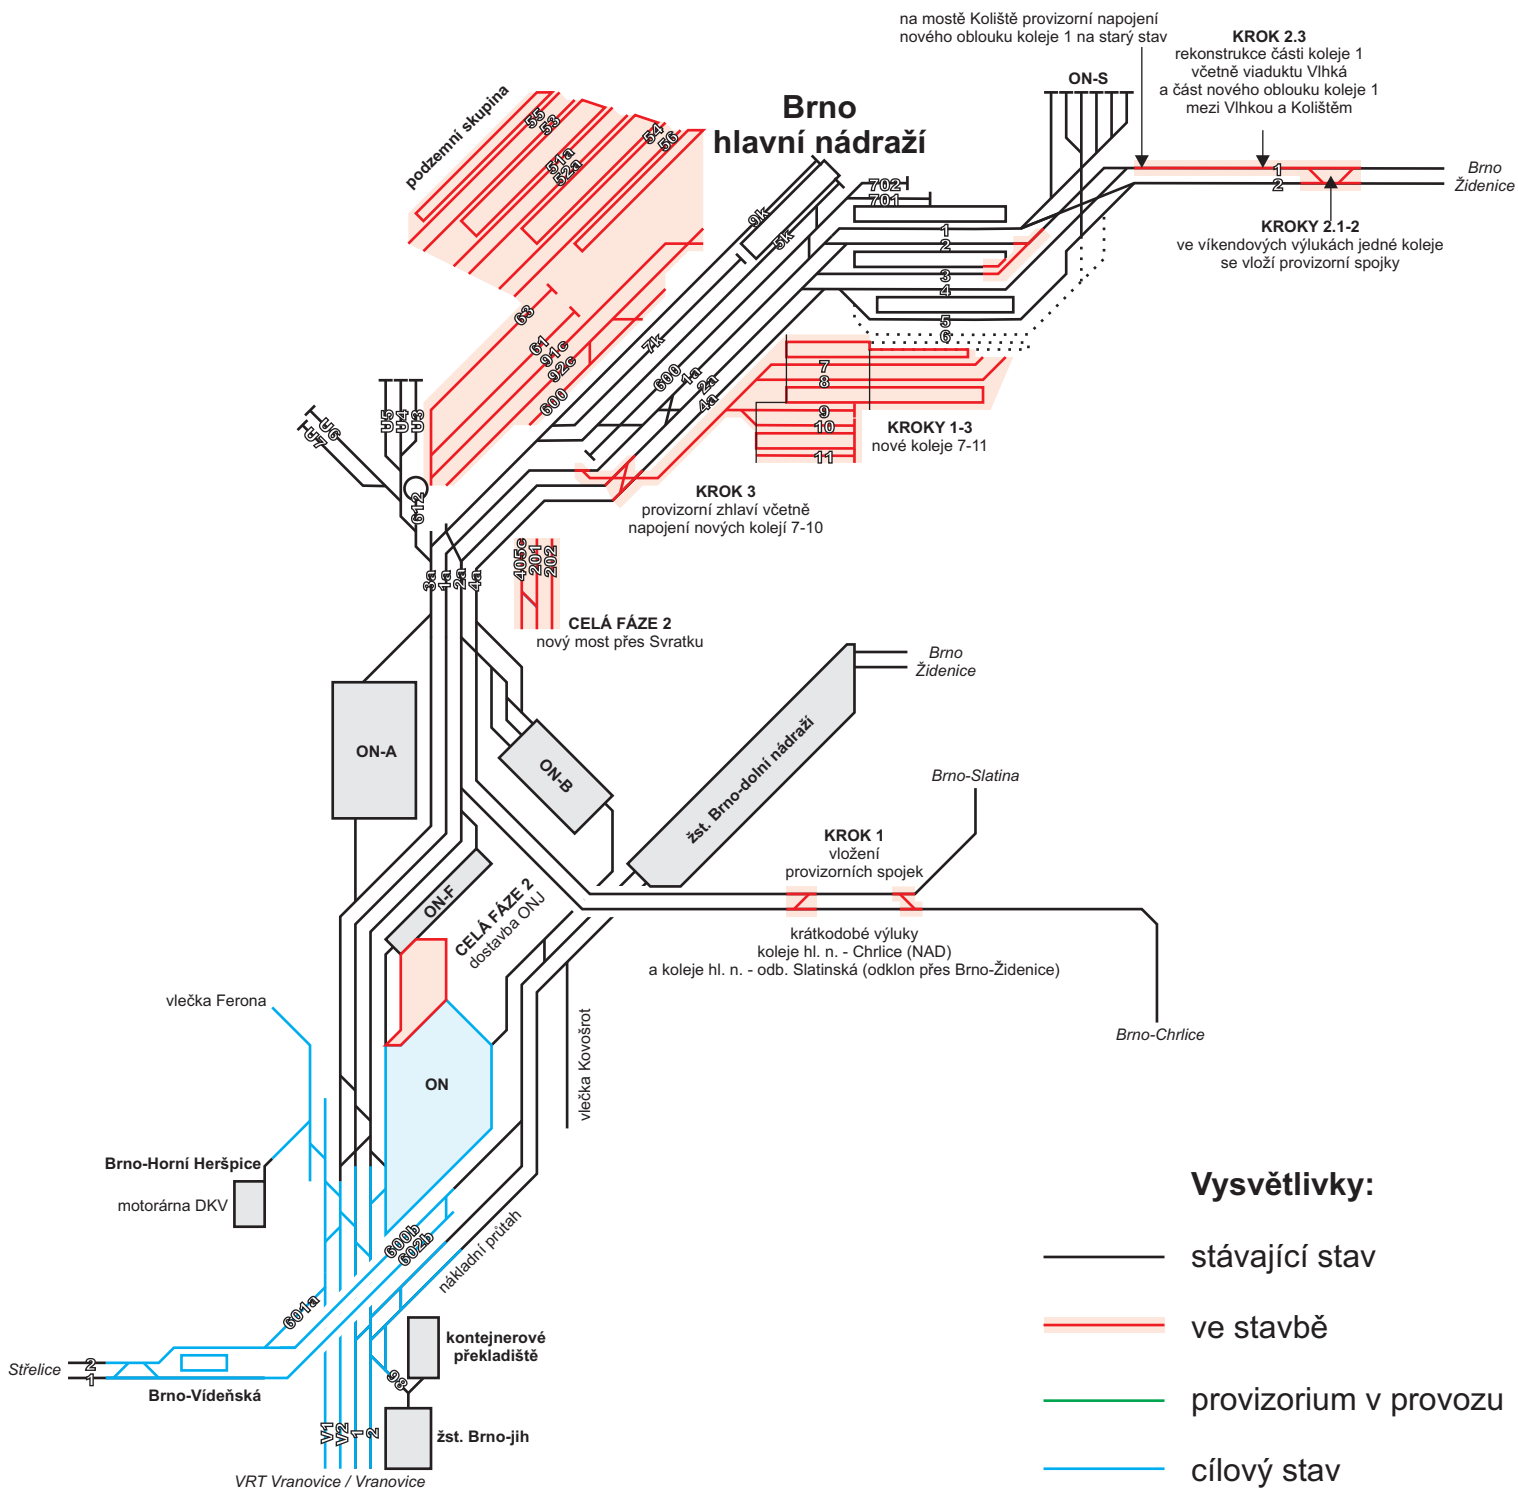 na mostě Koliště provizorní napojení
nového oblouku koleje 1 na starý stav
KROK 2.3
rekonstrukce části koleje 1
včetně viaduktu Vlhká
a část nového oblouku koleje 1
mezi Vlhkou a Kolištěm
ON-S
Brno
hlavní nádraží
podzemní skupina
55
53
51a
52a
54
56
9k
5k
702
701
1
2
3
4
5
6
1
2
Brno
Židenice
KROKY 2.1-2
ve víkendových výlukách jedné koleje
se vloží provizorní spojky
63
61
91c
92c
600
7k
600
1a
2a
4a
7
8
9
10
11
KROKY 1-3
nové koleje 7-11
U5
U4
U3
U6
U7
612
KROK 3
provizorní zhlaví včetně
napojení nových kolejí 7-10
3a
1a
2a
4a
405c
201
202
CELÁ FÁZE 2
nový most přes Svratku
Brno
Židenice
ON-A
ON-B
žst. Brno-dolní nádraží
Brno-Slatina
KROK 1
vložení
provizorních spojek
ON-F
CELÁ FÁZE 2
dostavba ONJ
krátkodobé výluky
koleje hl. n. - Chrlice (NAD)
a koleje hl. n. - odb. Slatinská (odklon přes Brno-Židenice)
Brno-Chrlice
vlečka Ferona
vlečka Kovošrot
ON
Brno-Horní Heršpice
motorárna DKV
600b
602b
nákladní průtah
601a
kontejnerové
překladiště
98
Střelice
2
1
Brno-Vídeňská
žst. Brno-jih
V1
V2
1
2
VRT Vranovice / Vranovice
Vysvětlivky:
stávající stav
ve stavbě
provizorium v provozu
cílový stav